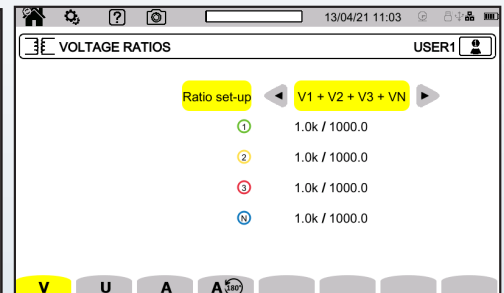 ? 13/04/21 11:03
VOLTAGE RATIOS USER1
Ratio set-up V1 + V2 + V3 + VN
1 1.0k / 1000.0
2 1.0k / 1000.0
3 1.0k / 1000.0
N 1.0k / 1000.0
V U A A 180°